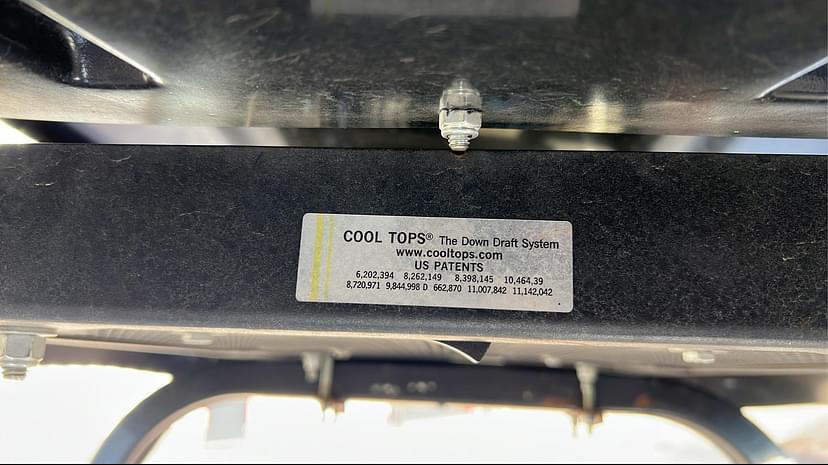 COOL TOPS® The Down Draft System
www.cooltops.com
US PATENTS
6,202,394 8,262,149 8,398,145 10,464,39
8,720,971 9,844,998 D 662,870 11,007,842 11,142,042